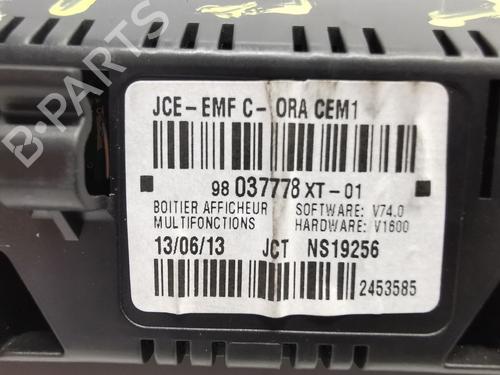 B-PARTS
JCE-EMF C- ORA CEM1
98 037778 XT-01
BOITIER AFFICHEUR SOFTWARE: V74.0
MULTIFONCTIONS HARDWARE: V1600
13/06/13 JCT NS19256
2453585